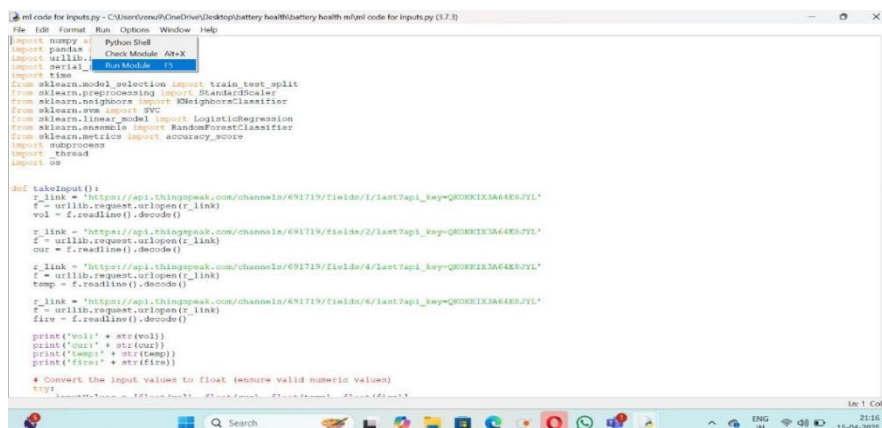 ml code for inputs.py - C:\Users\renu9\OneDrive\Desktop\battery health\battery health ml\ml code for inputs.py (3.7.3)
File Edit Format Run Options Window Help
import numpy
Python Shell
import pandas
Check Module Alt+X
import urllib.
Run Module F5
import serial
import time
from sklearn.model_selection import train_test_split
from sklearn.preprocessing import StandardScaler
from sklearn.neighbors import KNeighborsClassifier
from sklearn.svm import SVC
from sklearn.linear_model import LogisticRegression
from sklearn.ensemble import RandomForestClassifier
from sklearn.metrics import accuracy_score
import subprocess
import _thread
import os
def takeInput():
r_link = 'https://api.thingspeak.com/channels/691719/fields/1/last?api_key=QKOKKIX3A64E8JYL'
f = urllib.request.urlopen(r_link)
vol = f.readline().decode()
r_link = 'https://api.thingspeak.com/channels/691719/fields/2/last?api_key=QKOKKIX3A64E8JYL'
f = urllib.request.urlopen(r_link)
cur = f.readline().decode()
r_link = 'https://api.thingspeak.com/channels/691719/fields/4/last?api_key=QKOKKIX3A64E8JYL'
f = urllib.request.urlopen(r_link)
temp = f.readline().decode()
r_link = 'https://api.thingspeak.com/channels/691719/fields/6/last?api_key=QKOKKIX3A64E8JYL'
f = urllib.request.urlopen(r_link)
fire = f.readline().decode()
print('vol:' + str(vol))
print('cur:' + str(cur))
print('temp:' + str(temp))
print('fire:' + str(fire))
# Convert the input values to float (ensure valid numeric values)
try:
Ln: 1 Col
Search
ENG
IN
21:16
15-04-2025